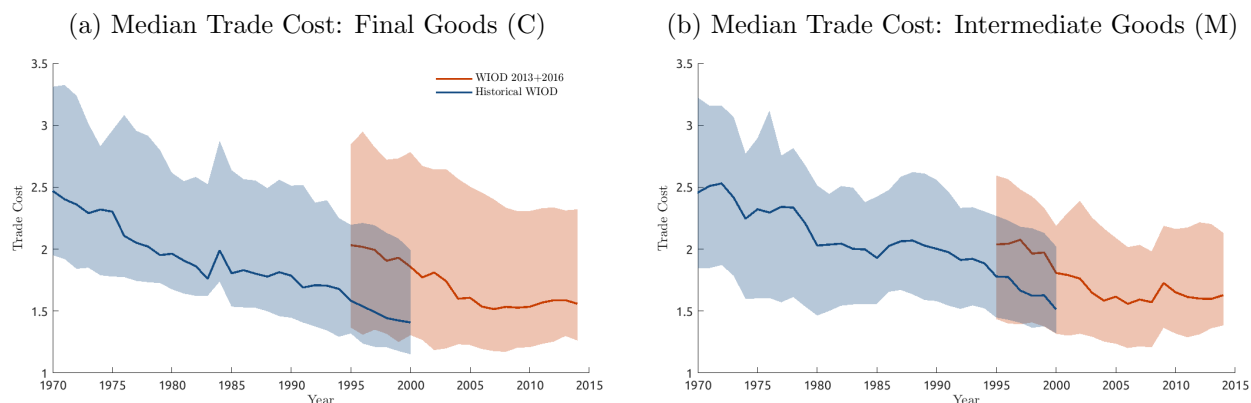 (a) Median Trade Cost: Final Goods (C)
3.5
3
2.5
2
1.5
1
Trade Cost
WIOD 2013+2016
Historical WIOD
1970 1975 1980 1985 1990 1995 2000 2005 2010 2015
Year
(b) Median Trade Cost: Intermediate Goods (M)
3.5
3
2.5
2
1.5
1
Trade Cost
1970 1975 1980 1985 1990 1995 2000 2005 2010 2015
Year